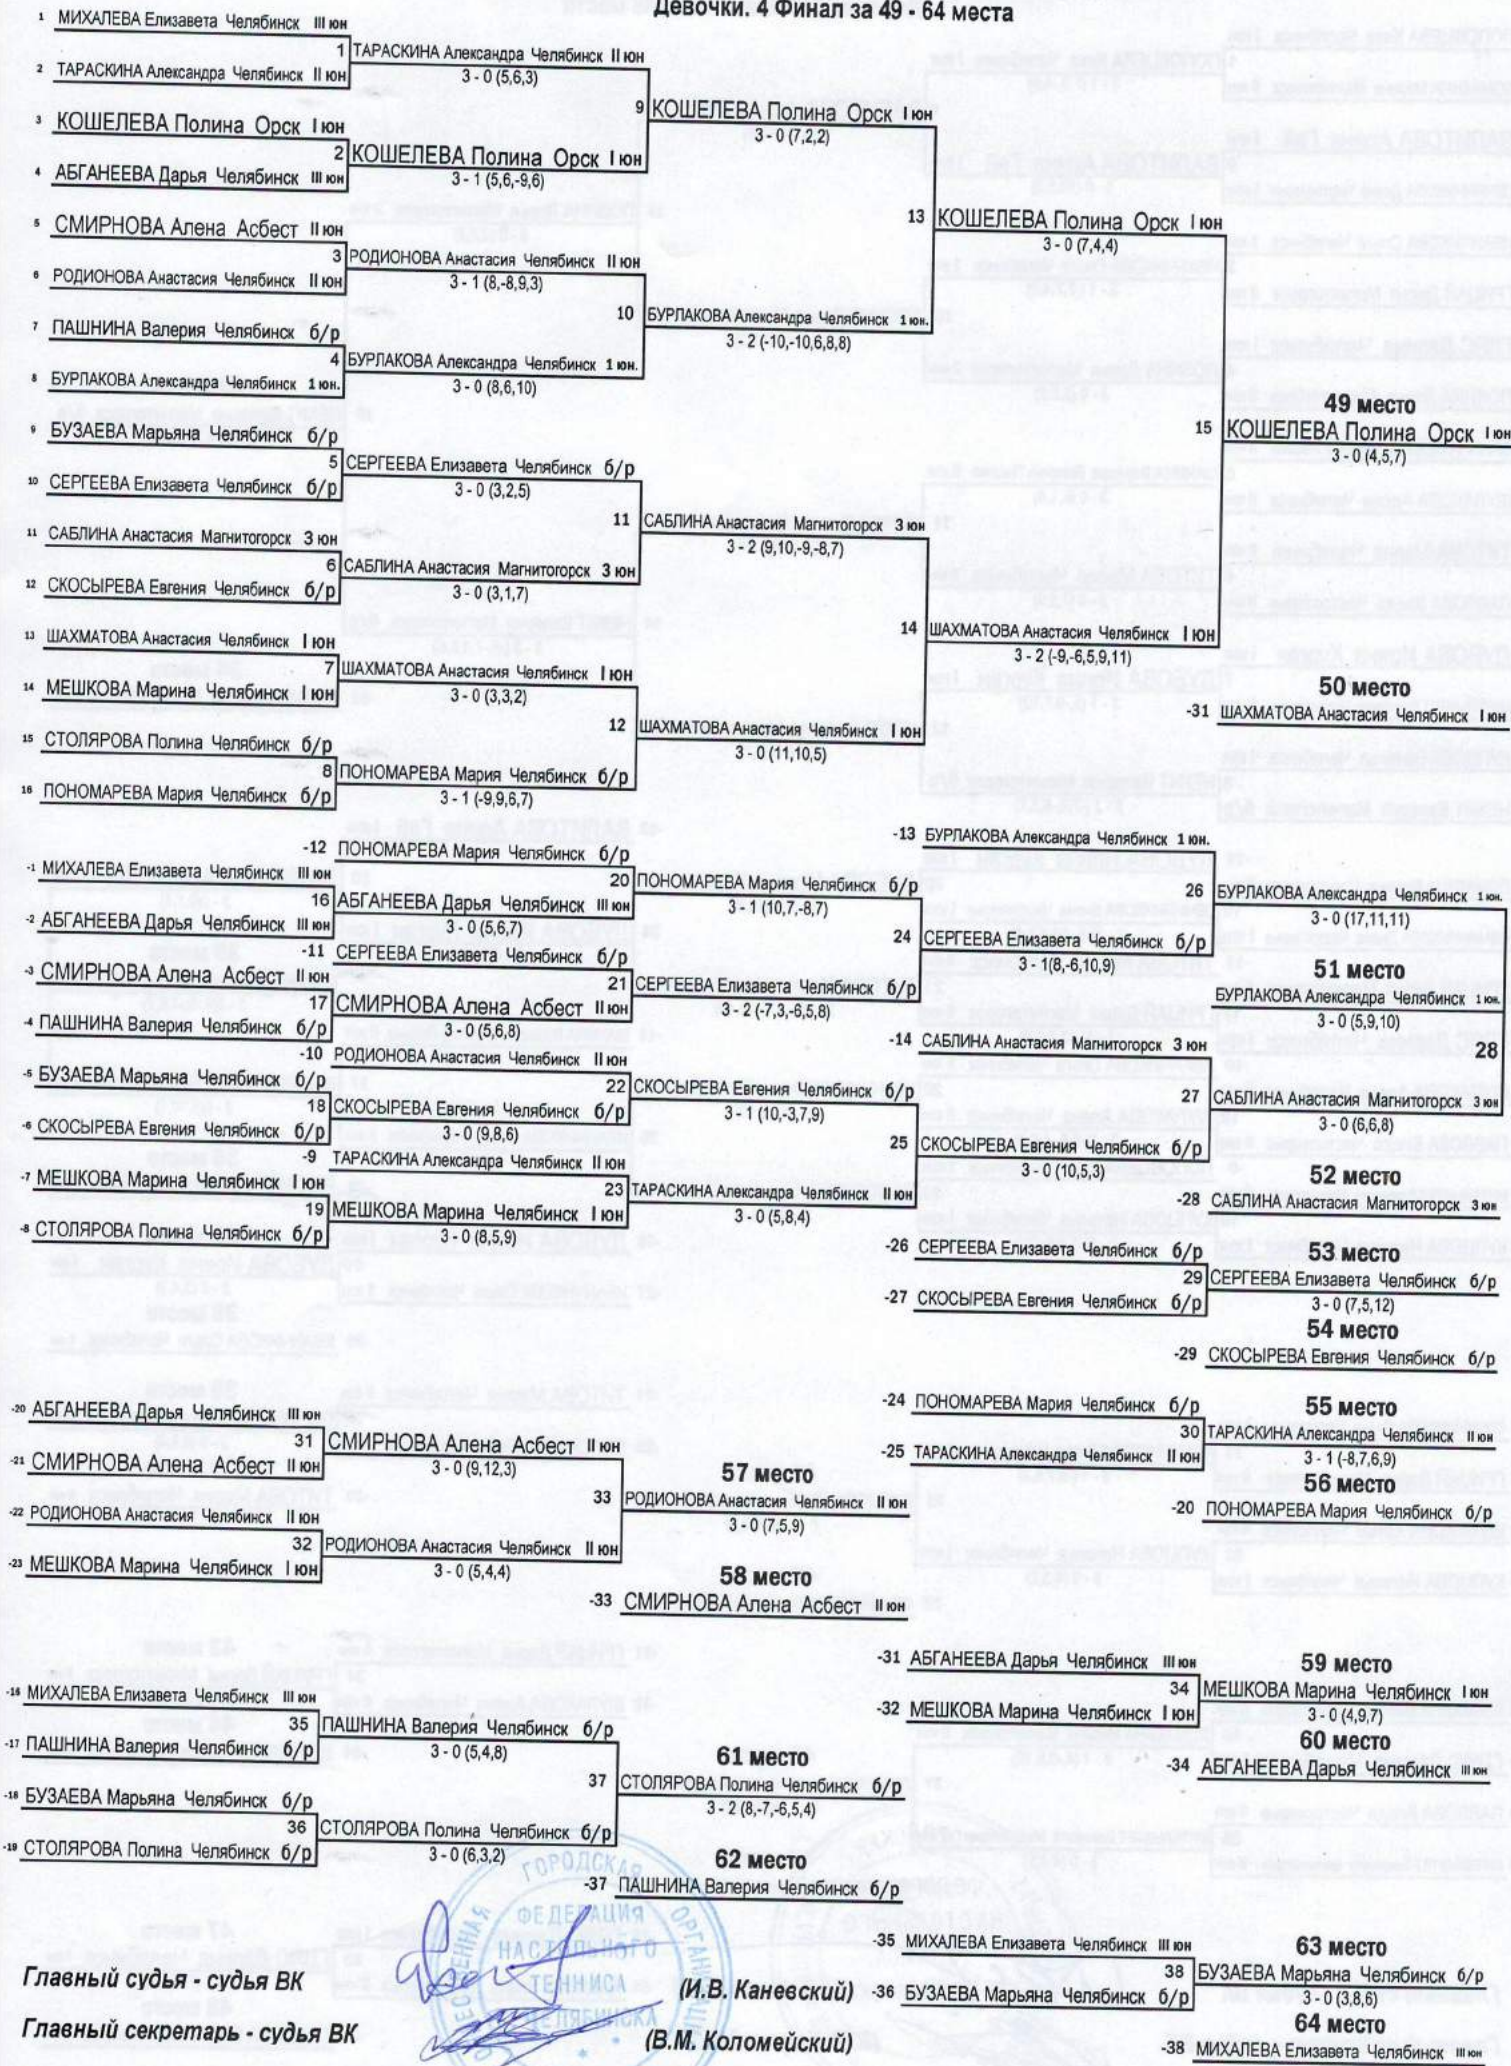 Девочки. 4 Финал за 49 - 64 места
1 МИХАЛЕВА Елизавета Челябинск III юн
1 ТАРАСКИНА Александра Челябинск II юн
2 ТАРАСКИНА Александра Челябинск II юн
3 - 0 (5,6,3)
9 КОШЕЛЕВА Полина Орск I юн
3 - 0 (7,2,2)
3 КОШЕЛЕВА Полина Орск I юн
2 КОШЕЛЕВА Полина Орск I юн
4 АБГАНЕЕВА Дарья Челябинск III юн
3 - 1 (5,6,-9,6)
13 КОШЕЛЕВА Полина Орск I юн
3 - 0 (7,4,4)
5 СМИРНОВА Алена Асбест II юн
3 РОДИОНОВА Анастасия Челябинск II юн
6 РОДИОНОВА Анастасия Челябинск II юн
3 - 1 (8,-8,9,3)
10 БУРЛАКОВА Александра Челябинск 1 юн.
3 - 2 (-10,-10,6,8,8)
7 ПАШНИНА Валерия Челябинск б/р
4 БУРЛАКОВА Александра Челябинск 1 юн.
8 БУРЛАКОВА Александра Челябинск 1 юн.
3 - 0 (8,6,10)
49 место
15 КОШЕЛЕВА Полина Орск I юн
3 - 0 (4,5,7)
9 БУЗАЕВА Марьяна Челябинск б/р
5 СЕРГЕЕВА Елизавета Челябинск б/р
10 СЕРГЕЕВА Елизавета Челябинск б/р
3 - 0 (3,2,5)
11 САБЛИНА Анастасия Магнитогорск 3 юн
3 - 2 (9,10,-9,-8,7)
11 САБЛИНА Анастасия Магнитогорск 3 юн
6 САБЛИНА Анастасия Магнитогорск 3 юн
12 СКОСЫРЕВА Евгения Челябинск б/р
3 - 0 (3,1,7)
14 ШАХМАТОВА Анастасия Челябинск I юн
3 - 2 (-9,-6,5,9,11)
13 ШАХМАТОВА Анастасия Челябинск I юн
7 ШАХМАТОВА Анастасия Челябинск I юн
14 МЕШКОВА Марина Челябинск I юн
3 - 0 (3,3,2)
50 место
-31 ШАХМАТОВА Анастасия Челябинск I юн
12 ШАХМАТОВА Анастасия Челябинск I юн
3 - 0 (11,10,5)
15 СТОЛЯРОВА Полина Челябинск б/р
8 ПОНОМАРЕВА Мария Челябинск б/р
16 ПОНОМАРЕВА Мария Челябинск б/р
3 - 1 (-9,9,6,7)
-12 ПОНОМАРЕВА Мария Челябинск б/р
-13 БУРЛАКОВА Александра Челябинск 1 юн.
-1 МИХАЛЕВА Елизавета Челябинск III юн
20 ПОНОМАРЕВА Мария Челябинск б/р
26 БУРЛАКОВА Александра Челябинск 1 юн.
16 АБГАНЕЕВА Дарья Челябинск III юн
3 - 1 (10,7,-8,7)
3 - 0 (17,11,11)
-2 АБГАНЕЕВА Дарья Челябинск III юн
3 - 0 (5,6,7)
24 СЕРГЕЕВА Елизавета Челябинск б/р
3 - 1(8,-6,10,9)
-11 СЕРГЕЕВА Елизавета Челябинск б/р
51 место
-3 СМИРНОВА Алена Асбест II юн
21 СЕРГЕЕВА Елизавета Челябинск б/р
БУРЛАКОВА Александра Челябинск 1 юн.
17 СМИРНОВА Алена Асбест II юн
3 - 2 (-7,3,-6,5,8)
3 - 0 (5,9,10)
-4 ПАШНИНА Валерия Челябинск б/р
3 - 0 (5,6,8)
-14 САБЛИНА Анастасия Магнитогорск 3 юн
28
-10 РОДИОНОВА Анастасия Челябинск II юн
-5 БУЗАЕВА Марьяна Челябинск б/р
22 СКОСЫРЕВА Евгения Челябинск б/р
27 САБЛИНА Анастасия Магнитогорск 3 юн
18 СКОСЫРЕВА Евгения Челябинск б/р
3 - 1 (10,-3,7,9)
3 - 0 (6,6,8)
-6 СКОСЫРЕВА Евгения Челябинск б/р
3 - 0 (9,8,6)
25 СКОСЫРЕВА Евгения Челябинск б/р
3 - 0 (10,5,3)
-9 ТАРАСКИНА Александра Челябинск II юн
52 место
-7 МЕШКОВА Марина Челябинск I юн
23 ТАРАСКИНА Александра Челябинск II юн
-28 САБЛИНА Анастасия Магнитогорск 3 юн
19 МЕШКОВА Марина Челябинск I юн
3 - 0 (5,8,4)
-8 СТОЛЯРОВА Полина Челябинск б/р
3 - 0 (8,5,9)
-26 СЕРГЕЕВА Елизавета Челябинск б/р
53 место
29 СЕРГЕЕВА Елизавета Челябинск б/р
-27 СКОСЫРЕВА Евгения Челябинск б/р
3 - 0 (7,5,12)
54 место
-29 СКОСЫРЕВА Евгения Челябинск б/р
-20 АБГАНЕЕВА Дарья Челябинск III юн
-24 ПОНОМАРЕВА Мария Челябинск б/р
55 место
31 СМИРНОВА Алена Асбест II юн
30 ТАРАСКИНА Александра Челябинск II юн
-21 СМИРНОВА Алена Асбест II юн
3 - 0 (9,12,3)
-25 ТАРАСКИНА Александра Челябинск II юн
3 - 1 (-8,7,6,9)
57 место
56 место
33 РОДИОНОВА Анастасия Челябинск II юн
3 - 0 (7,5,9)
-20 ПОНОМАРЕВА Мария Челябинск б/р
-22 РОДИОНОВА Анастасия Челябинск II юн
32 РОДИОНОВА Анастасия Челябинск II юн
-23 МЕШКОВА Марина Челябинск I юн
3 - 0 (5,4,4)
58 место
-33 СМИРНОВА Алена Асбест II юн
-31 АБГАНЕЕВА Дарья Челябинск III юн
59 место
34 МЕШКОВА Марина Челябинск I юн
-32 МЕШКОВА Марина Челябинск I юн
3 - 0 (4,9,7)
60 место
-34 АБГАНЕЕВА Дарья Челябинск III юн
-16 МИХАЛЕВА Елизавета Челябинск III юн
35 ПАШНИНА Валерия Челябинск б/р
-17 ПАШНИНА Валерия Челябинск б/р
3 - 0 (5,4,8)
61 место
37 СТОЛЯРОВА Полина Челябинск б/р
3 - 2 (8,-7,-6,5,4)
-18 БУЗАЕВА Марьяна Челябинск б/р
36 СТОЛЯРОВА Полина Челябинск б/р
-19 СТОЛЯРОВА Полина Челябинск б/р
3 - 0 (6,3,2)
62 место
-37 ПАШНИНА Валерия Челябинск б/р
-35 МИХАЛЕВА Елизавета Челябинск III юн
63 место
38 БУЗАЕВА Марьяна Челябинск б/р
-36 БУЗАЕВА Марьяна Челябинск б/р
3 - 0 (3,8,6)
64 место
-38 МИХАЛЕВА Елизавета Челябинск III юн
Главный судья - судья ВК (И.В. Каневский)
Главный секретарь - судья ВК (В.М. Коломейский)
ГОРОДСКАЯ
ФЕДЕРАЦИЯ
НАСТОЛЬНОГО
ТЕННИСА
ЧЕЛЯБИНСКА